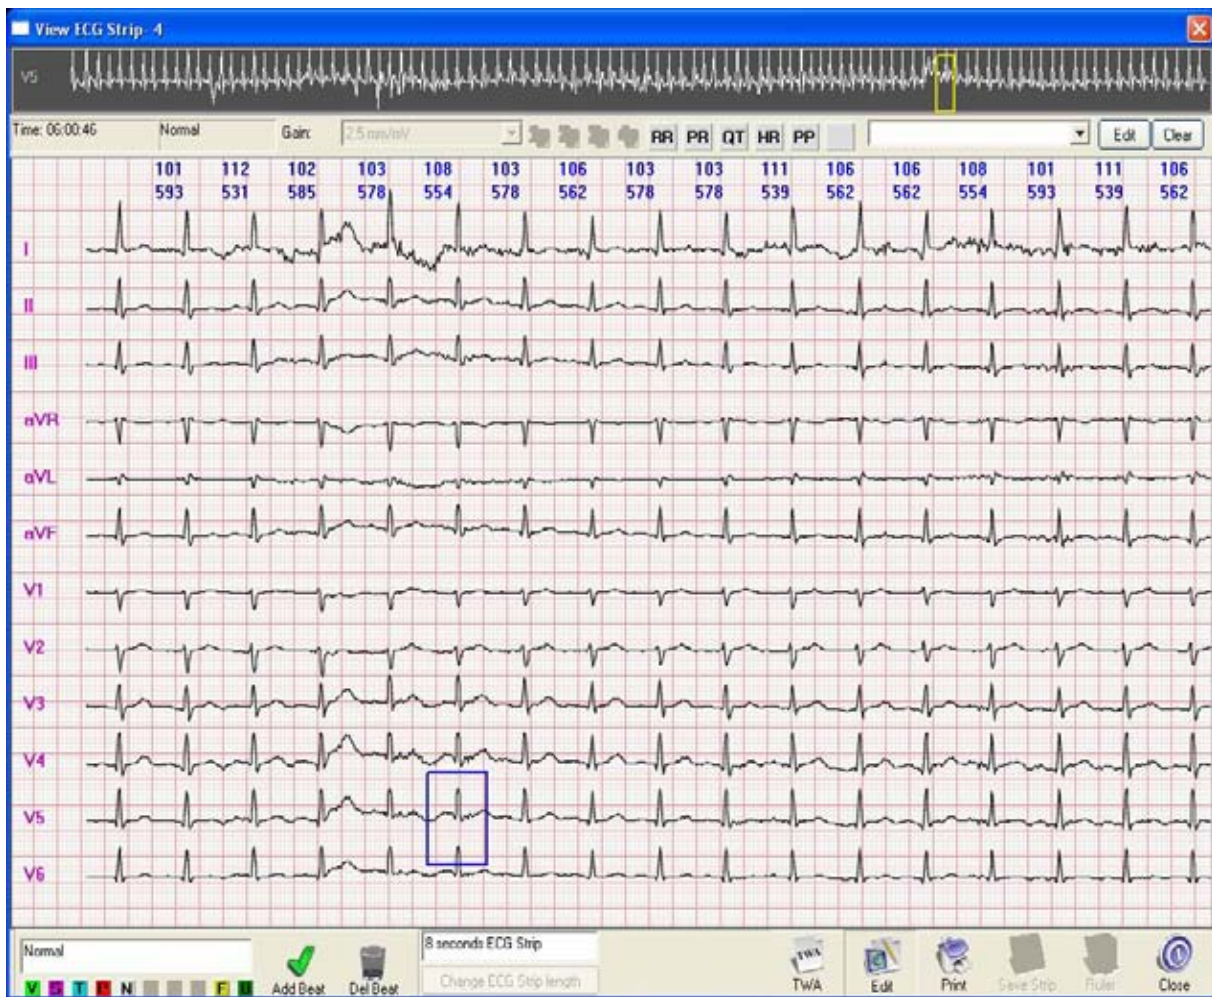 View ECG Strip- 4
V5
Time: 06:00:46 Normal Gain: 2.5 mm/mV RR PR QT HR PP Edit Clear
101 112 102 103 108 103 106 103 103 111 106 106 108 101 111 106
593 531 585 578 554 578 562 578 578 539 562 562 554 593 539 562
I
II
III
aVR
aVL
aVF
V1
V2
V3
V4
V5
V6
Normal
8 seconds ECG Strip
Change ECG Strip length
V S T N F U
Add Beat Del Beat TWA Edit Print Save Strip Ruler Close